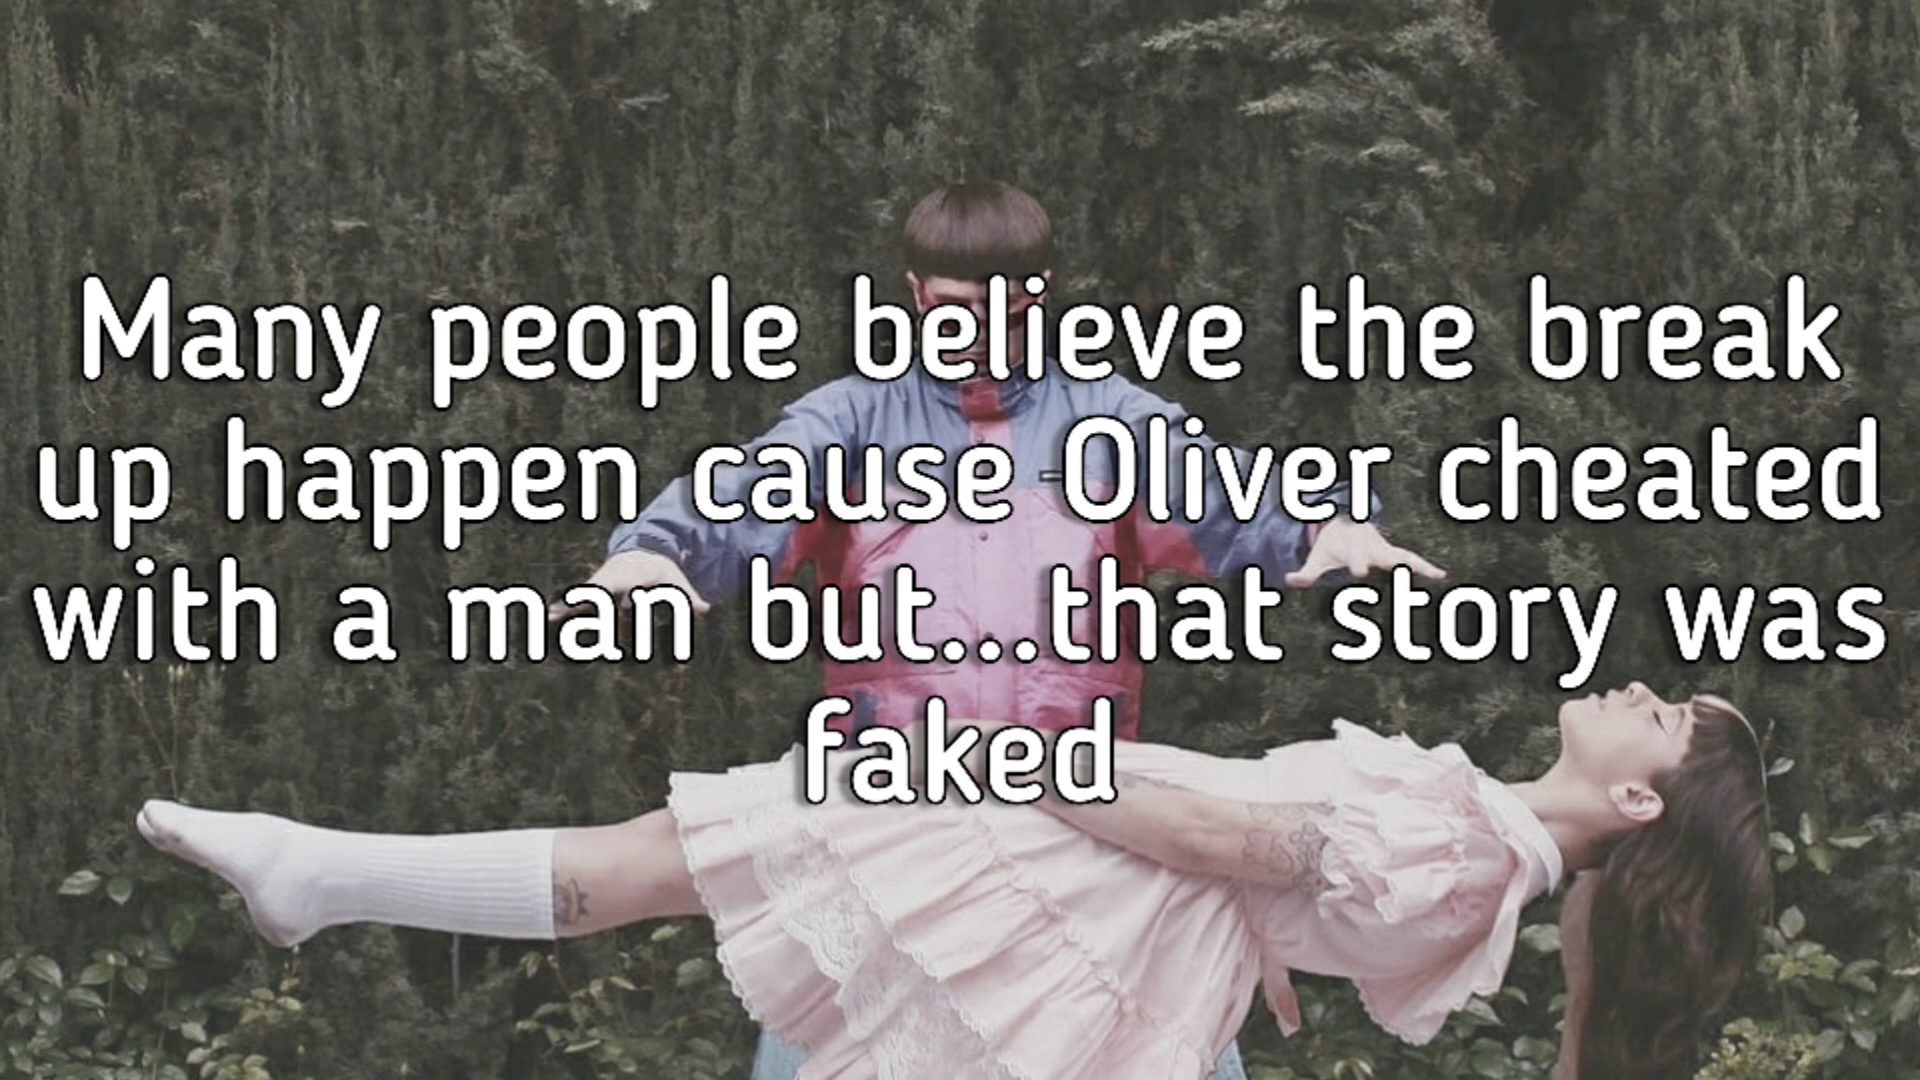 Many people believe the break
up happen cause Oliver cheated
with a man but...that story was
faked